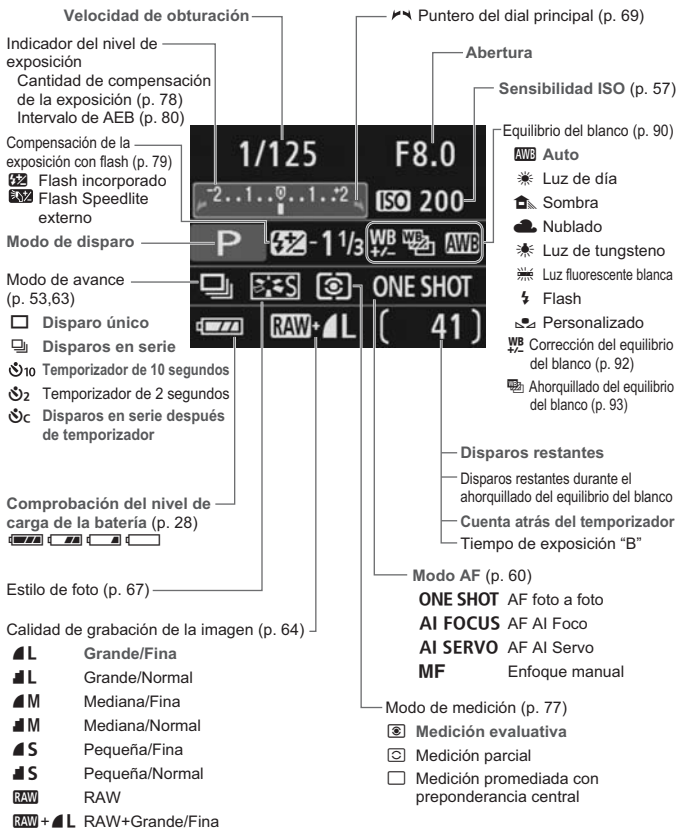 Velocidad de obturación
Puntero del dial principal (p. 69)
Indicador del nivel de
exposición
Cantidad de compensación
de la exposición (p. 78)
Intervalo de AEB (p. 80)
Abertura
Sensibilidad ISO (p. 57)
Compensación de la
exposición con flash (p. 79)
Flash incorporado
Flash Speedlite
externo
Modo de disparo
Modo de avance
(p. 53,63)
Disparo único
Disparos en serie
10 Temporizador de 10 segundos
2 Temporizador de 2 segundos
C Disparos en serie después
de temporizador
1/125 F8.0
-2..1..0..1..+2 ISO 200
P -1 1/3 WB +/- WB AWB
S ONE SHOT
RAW+ L [ 41 ]
Equilibrio del blanco (p. 90)
AWB Auto
Luz de día
Sombra
Nublado
Luz de tungsteno
Luz fluorescente blanca
Flash
Personalizado
WB +/- Corrección del equilibrio
del blanco (p. 92)
WB Ahorquillado del equilibrio
del blanco (p. 93)
Disparos restantes
Disparos restantes durante el
ahorquillado del equilibrio del blanco
Cuenta atrás del temporizador
Tiempo de exposición “B”
Comprobación del nivel de
carga de la batería (p. 28)
Estilo de foto (p. 67)
Calidad de grabación de la imagen (p. 64)
L Grande/Fina
L Grande/Normal
M Mediana/Fina
M Mediana/Normal
S Pequeña/Fina
S Pequeña/Normal
RAW RAW
RAW + L RAW+Grande/Fina
Modo AF (p. 60)
ONE SHOT AF foto a foto
AI FOCUS AF AI Foco
AI SERVO AF AI Servo
MF Enfoque manual
Modo de medición (p. 77)
Medición evaluativa
Medición parcial
Medición promediada con
preponderancia central